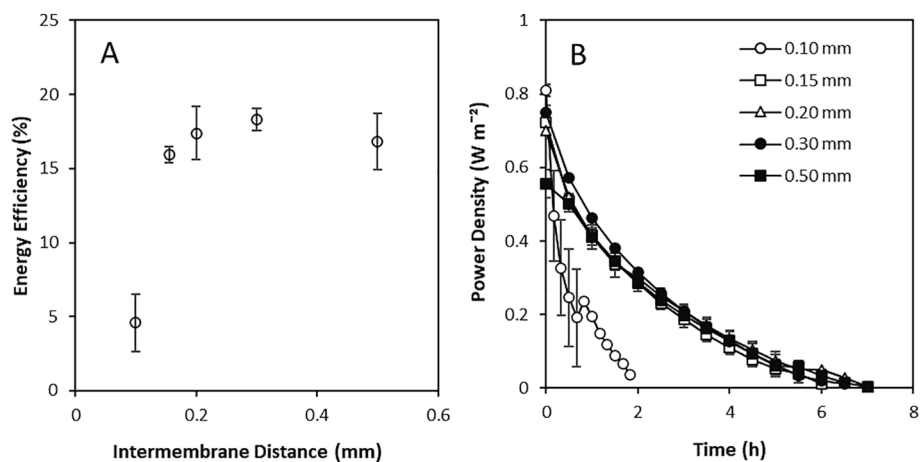 A
25
20
15
10
5
0
0
0.2
0.4
0.6
Energy Efficiency (%)
Intermembrane Distance (mm)
B
0.10 mm
0.15 mm
0.20 mm
0.30 mm
0.50 mm
1
0.8
0.6
0.4
0.2
0
0
2
4
6
8
Power Density (W m⁻²)
Time (h)